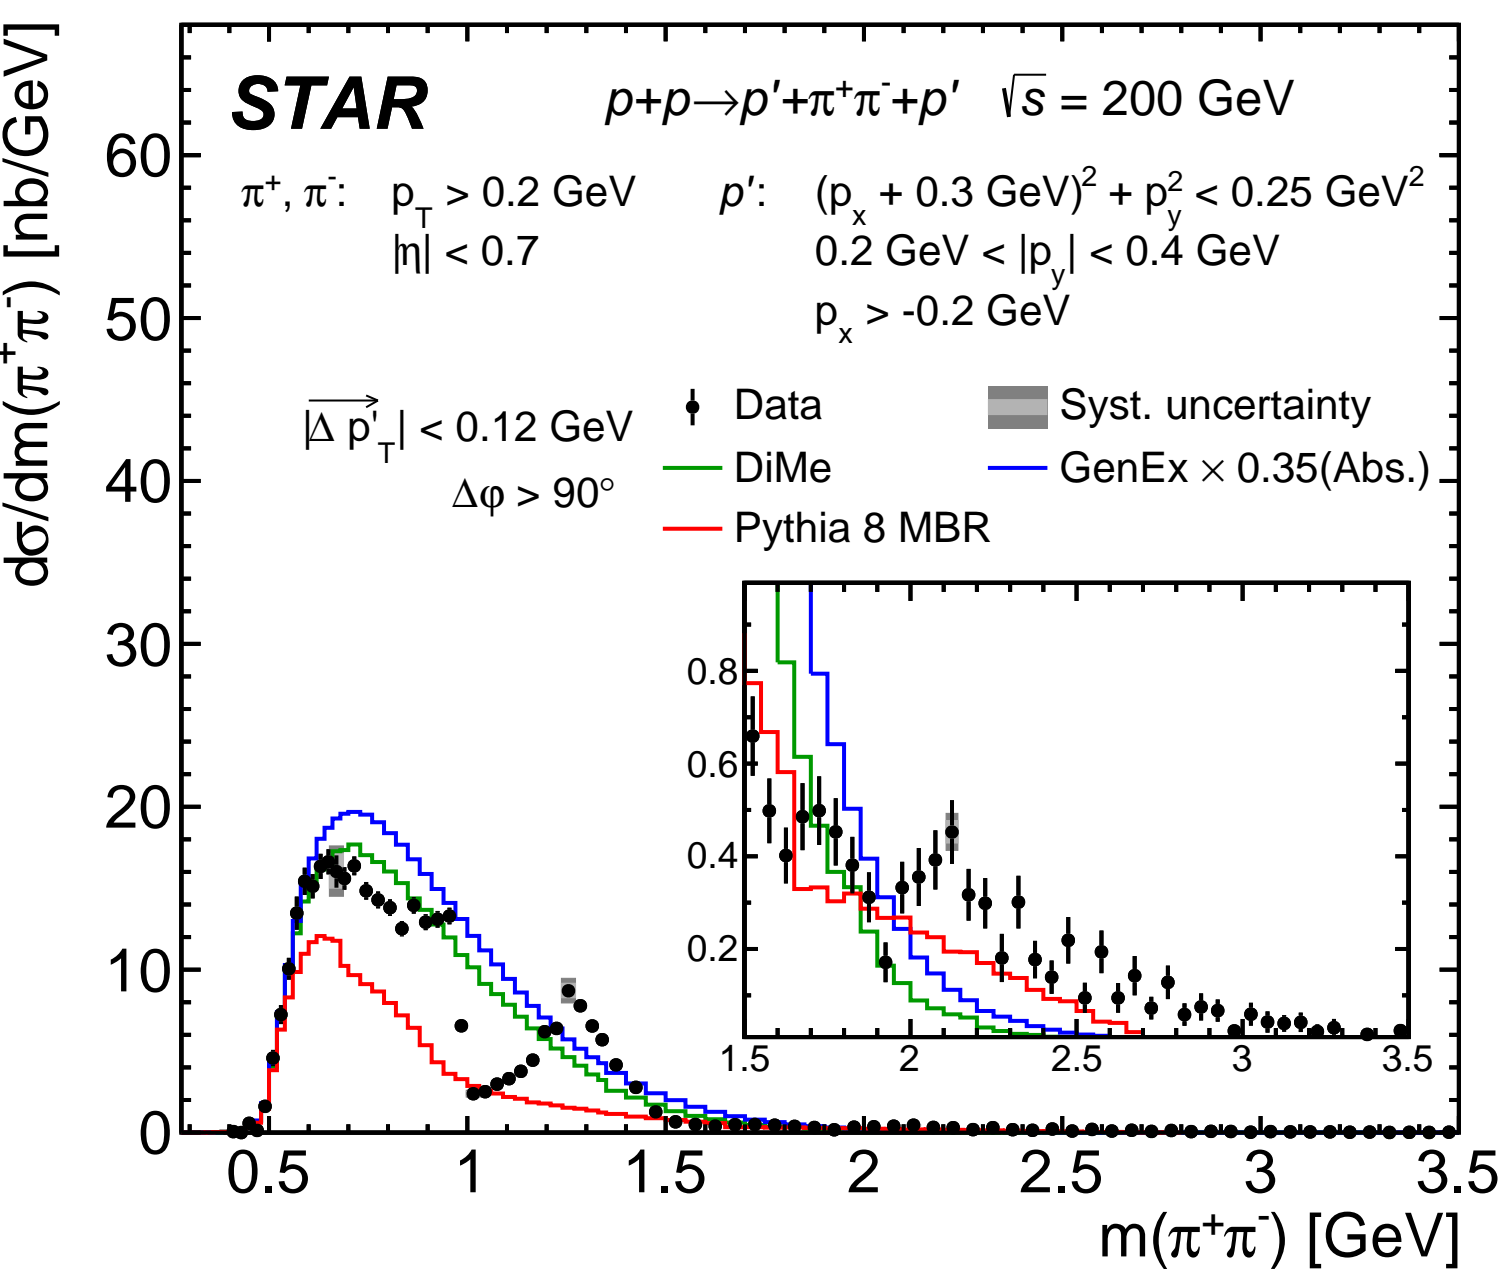 dσ/dm(π⁺π⁻) [nb/GeV]
STAR
p+p→p′+π⁺π⁻+p′ √s = 200 GeV
π⁺, π⁻: p_T > 0.2 GeV
|η| < 0.7
p′: (p_x + 0.3 GeV)² + p_y² < 0.25 GeV²
0.2 GeV < |p_y| < 0.4 GeV
p_x > -0.2 GeV
|Δ p'_T| < 0.12 GeV
Δφ > 90°
Data
Syst. uncertainty
DiMe
GenEx × 0.35(Abs.)
Pythia 8 MBR
60
50
40
30
20
10
0
0.8
0.6
0.4
0.2
1.5 2 2.5 3 3.5
0.5 1 1.5 2 2.5 3 3.5
m(π⁺π⁻) [GeV]